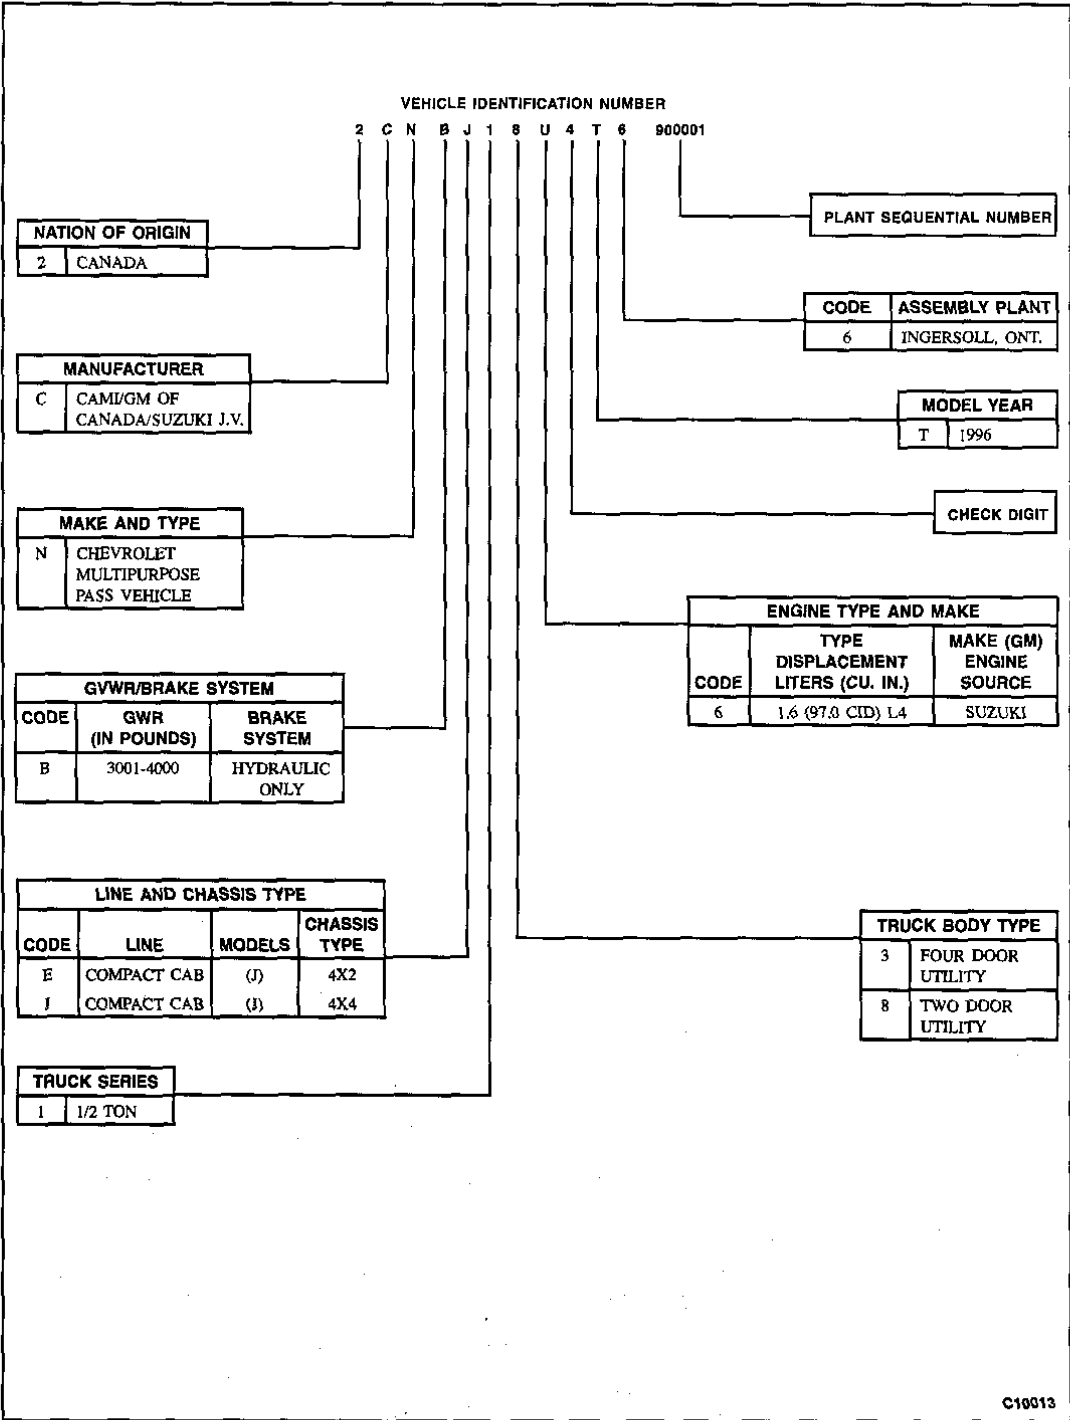 VEHICLE IDENTIFICATION NUMBER
2 C N B J 1 8 U 4 T 6 900001
PLANT SEQUENTIAL NUMBER
NATION OF ORIGIN
2 CANADA
CODE ASSEMBLY PLANT
6 INGERSOLL, ONT.
MANUFACTURER
C CAMI/GM OF
CANADA/SUZUKI J.V.
MODEL YEAR
T 1996
CHECK DIGIT
MAKE AND TYPE
N CHEVROLET
MULTIPURPOSE
PASS VEHICLE
ENGINE TYPE AND MAKE
CODE TYPE DISPLACEMENT LITERS (CU. IN.) MAKE (GM) ENGINE SOURCE
6 1.6 (97.0 CID) L4 SUZUKI
GVWR/BRAKE SYSTEM
CODE GWR (IN POUNDS) BRAKE SYSTEM
B 3001-4000 HYDRAULIC ONLY
LINE AND CHASSIS TYPE
CODE LINE MODELS CHASSIS TYPE
E COMPACT CAB (J) 4X2
J COMPACT CAB (J) 4X4
TRUCK BODY TYPE
3 FOUR DOOR
UTILITY
8 TWO DOOR
UTILITY
TRUCK SERIES
1 1/2 TON
C10013